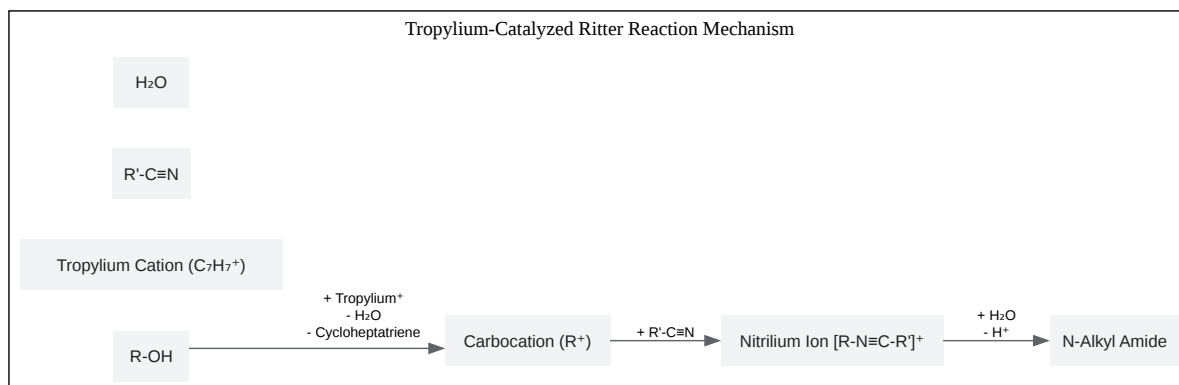 Tropylium-Catalyzed Ritter Reaction Mechanism
H₂O
R'-C≡N
Tropylium Cation (C₇H₇⁺)
+ Tropylium⁺
- H₂O
- Cycloheptatriene
R-OH
Carbocation (R⁺)
+ R'-C≡N
Nitrilium Ion [R-N≡C-R']⁺
+ H₂O
- H⁺
N-Alkyl Amide